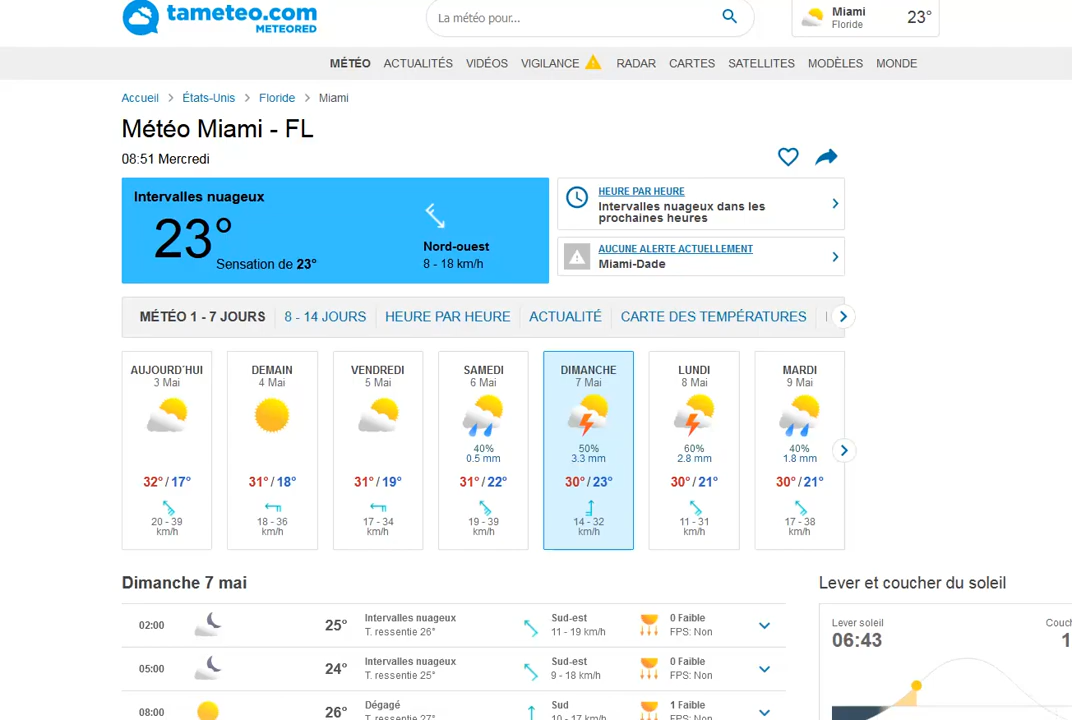 tameteo.com
METEORED
La météo pour...
Miami
Floride
23°
MÉTÉO ACTUALITÉS VIDÉOS VIGILANCE RADAR CARTES SATELLITES MODÈLES MONDE
Accueil > États-Unis > Floride > Miami
Météo Miami - FL
08:51 Mercredi
Intervalles nuageux
23°
Sensation de 23°
Nord-ouest
8 - 18 km/h
HEURE PAR HEURE
Intervalles nuageux dans les
prochaines heures
AUCUNE ALERTE ACTUELLEMENT
Miami-Dade
MÉTÉO 1 - 7 JOURS 8 - 14 JOURS HEURE PAR HEURE ACTUALITÉ CARTE DES TEMPÉRATURES
AUJOURD'HUI
3 Mai
32° / 17°
20 - 39
km/h
DEMAIN
4 Mai
31° / 18°
18 - 36
km/h
VENDREDI
5 Mai
31° / 19°
17 - 34
km/h
SAMEDI
6 Mai
40%
0.5 mm
31° / 22°
19 - 39
km/h
DIMANCHE
7 Mai
50%
3.3 mm
30° / 23°
14 - 32
km/h
LUNDI
8 Mai
60%
2.8 mm
30° / 21°
11 - 31
km/h
MARDI
9 Mai
40%
1.8 mm
30° / 21°
17 - 38
km/h
Dimanche 7 mai
02:00 25° Intervalles nuageux Sud-est 0 Faible
T. ressentie 26° 11 - 19 km/h FPS: Non
05:00 24° Intervalles nuageux Sud-est 0 Faible
T. ressentie 25° 9 - 18 km/h FPS: Non
08:00 26° Dégagé Sud 1 Faible
T. ressentie 27° 10 - 17 km/h FPS: Non
Lever et coucher du soleil
Lever soleil
06:43
Couch
1